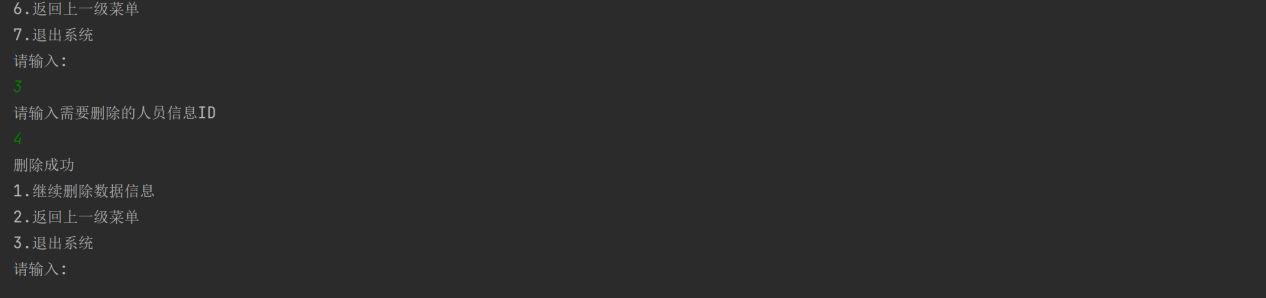 6.返回上一级菜单
7.退出系统
请输入:
3
请输入需要删除的人员信息ID
4
删除成功
1.继续删除数据信息
2.返回上一级菜单
3.退出系统
请输入: